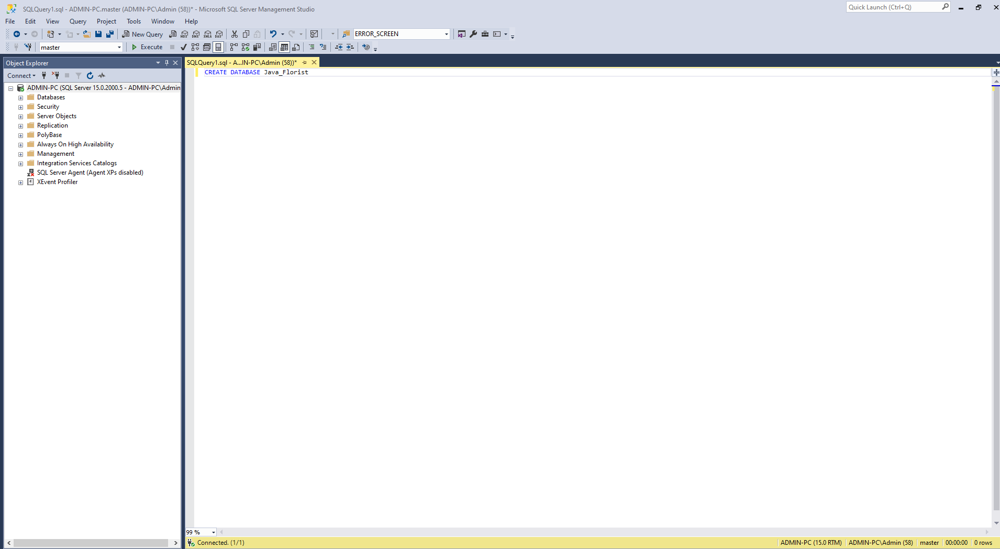 SQLQuery1.sql - ADMIN-PC.master (ADMIN-PC\Admin (58))* - Microsoft SQL Server Management Studio
Quick Launch (Ctrl+Q)
File Edit View Query Project Tools Window Help
New Query MDX DMX XMLA DAX ERROR_SCREEN
master Execute
Object Explorer
SQLQuery1.sql - A...IN-PC\Admin (58))*
CREATE DATABASE Java_Florist
Connect
ADMIN-PC (SQL Server 15.0.2000.5 - ADMIN-PC\Admin
Databases
Security
Server Objects
Replication
PolyBase
Always On High Availability
Management
Integration Services Catalogs
SQL Server Agent (Agent XPs disabled)
XEvent Profiler
99 %
Connected. (1/1)
ADMIN-PC (15.0 RTM) ADMIN-PC\Admin (58) master 00:00:00 0 rows